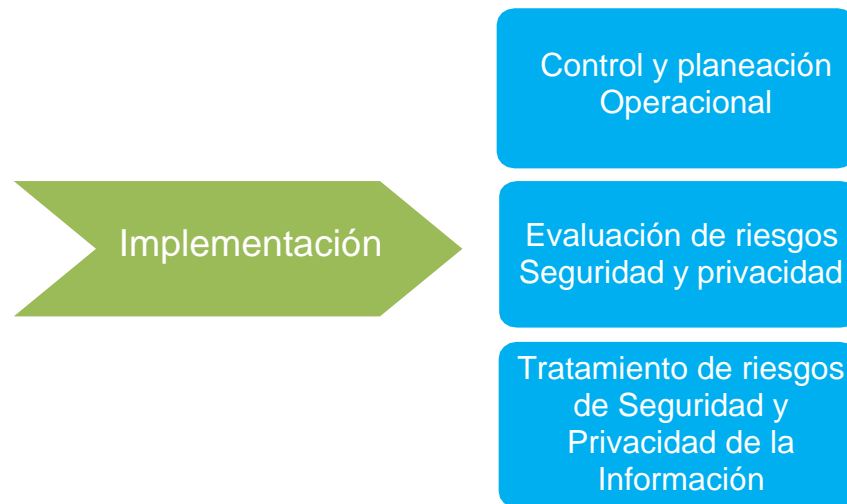 Implementación
Control y planeación
Operacional
Evaluación de riesgos
Seguridad y privacidad
Tratamiento de riesgos
de Seguridad y
Privacidad de la
Información